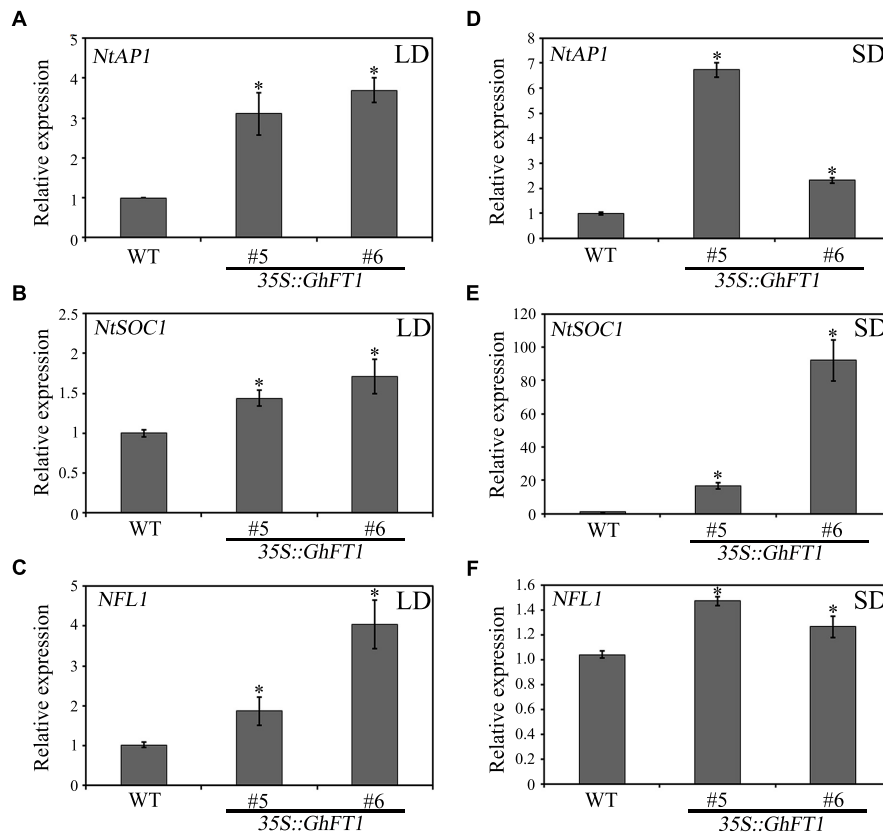 A
NtAP1
LD
Relative expression
5
4
3
2
1
0
WT
#5
#6
35S::GhFT1
B
NtSOC1
LD
Relative expression
2.5
2
1.5
1
0.5
0
WT
#5
#6
35S::GhFT1
C
NFL1
LD
Relative expression
5
4
3
2
1
0
WT
#5
#6
35S::GhFT1
D
NtAP1
SD
Relative expression
8
7
6
5
4
3
2
1
0
WT
#5
#6
35S::GhFT1
E
NtSOC1
SD
Relative expression
120
100
80
60
40
20
0
WT
#5
#6
35S::GhFT1
F
NFL1
SD
Relative expression
1.6
1.4
1.2
1.0
0.8
0.6
0.4
0.2
0
WT
#5
#6
35S::GhFT1